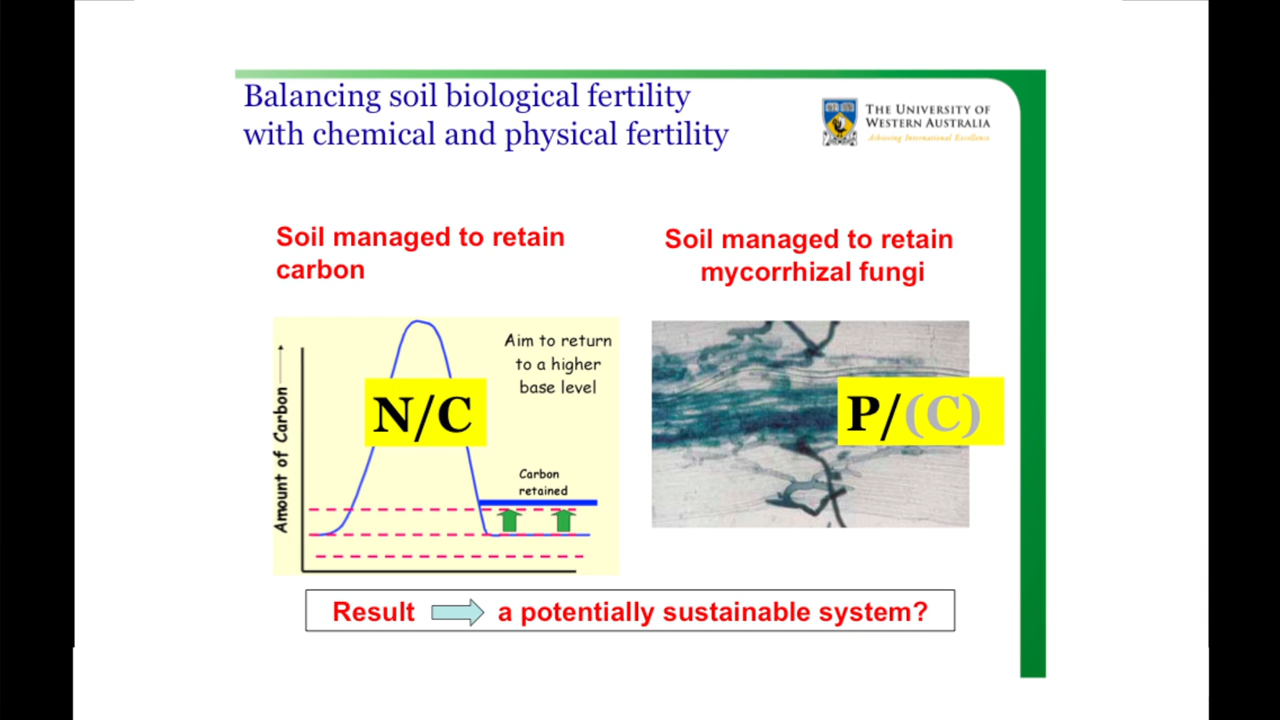 Balancing soil biological fertility
with chemical and physical fertility
THE UNIVERSITY OF
WESTERN AUSTRALIA
Achieving International Excellence
Soil managed to retain
carbon
Soil managed to retain
mycorrhizal fungi
Amount of Carbon
Aim to return
to a higher
base level
N/C
Carbon
retained
P/(C)
Result
a potentially sustainable system?